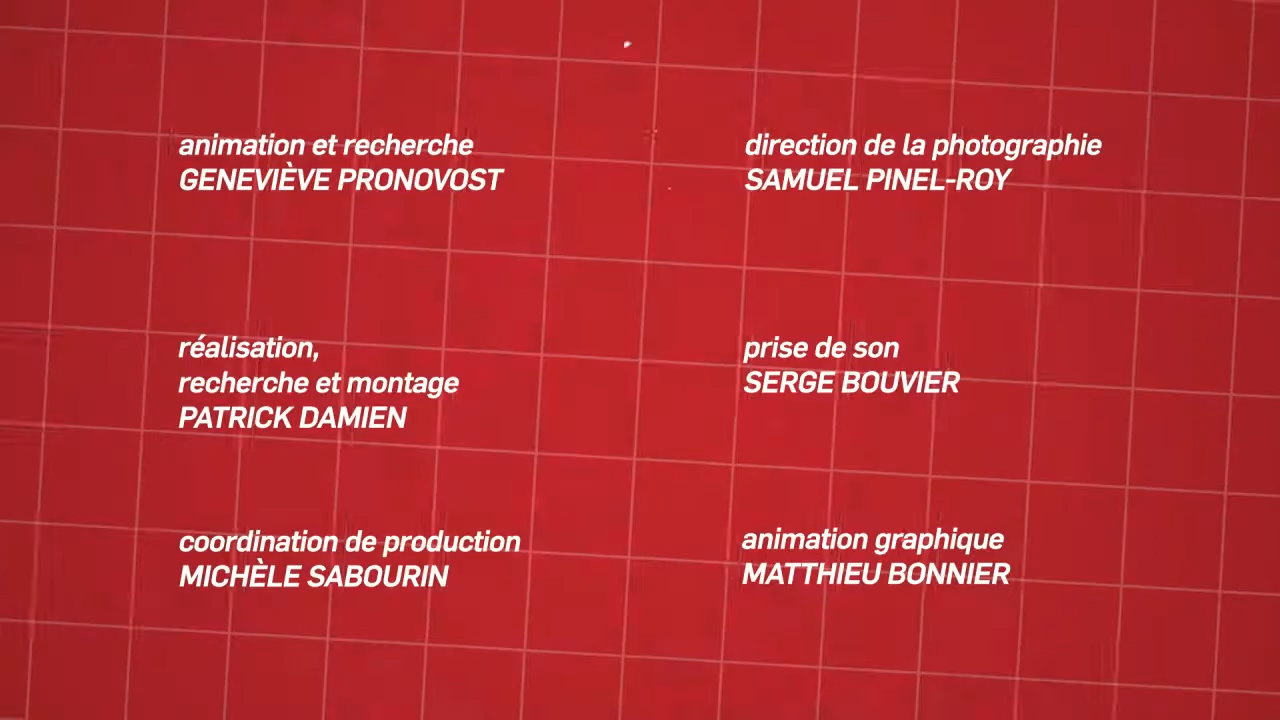 animation et recherche
GENEVIÈVE PRONOVOST
réalisation,
recherche et montage
PATRICK DAMIEN
coordination de production
MICHÈLE SABOURIN
direction de la photographie
SAMUEL PINEL-ROY
prise de son
SERGE BOUVIER
animation graphique
MATTHIEU BONNIER